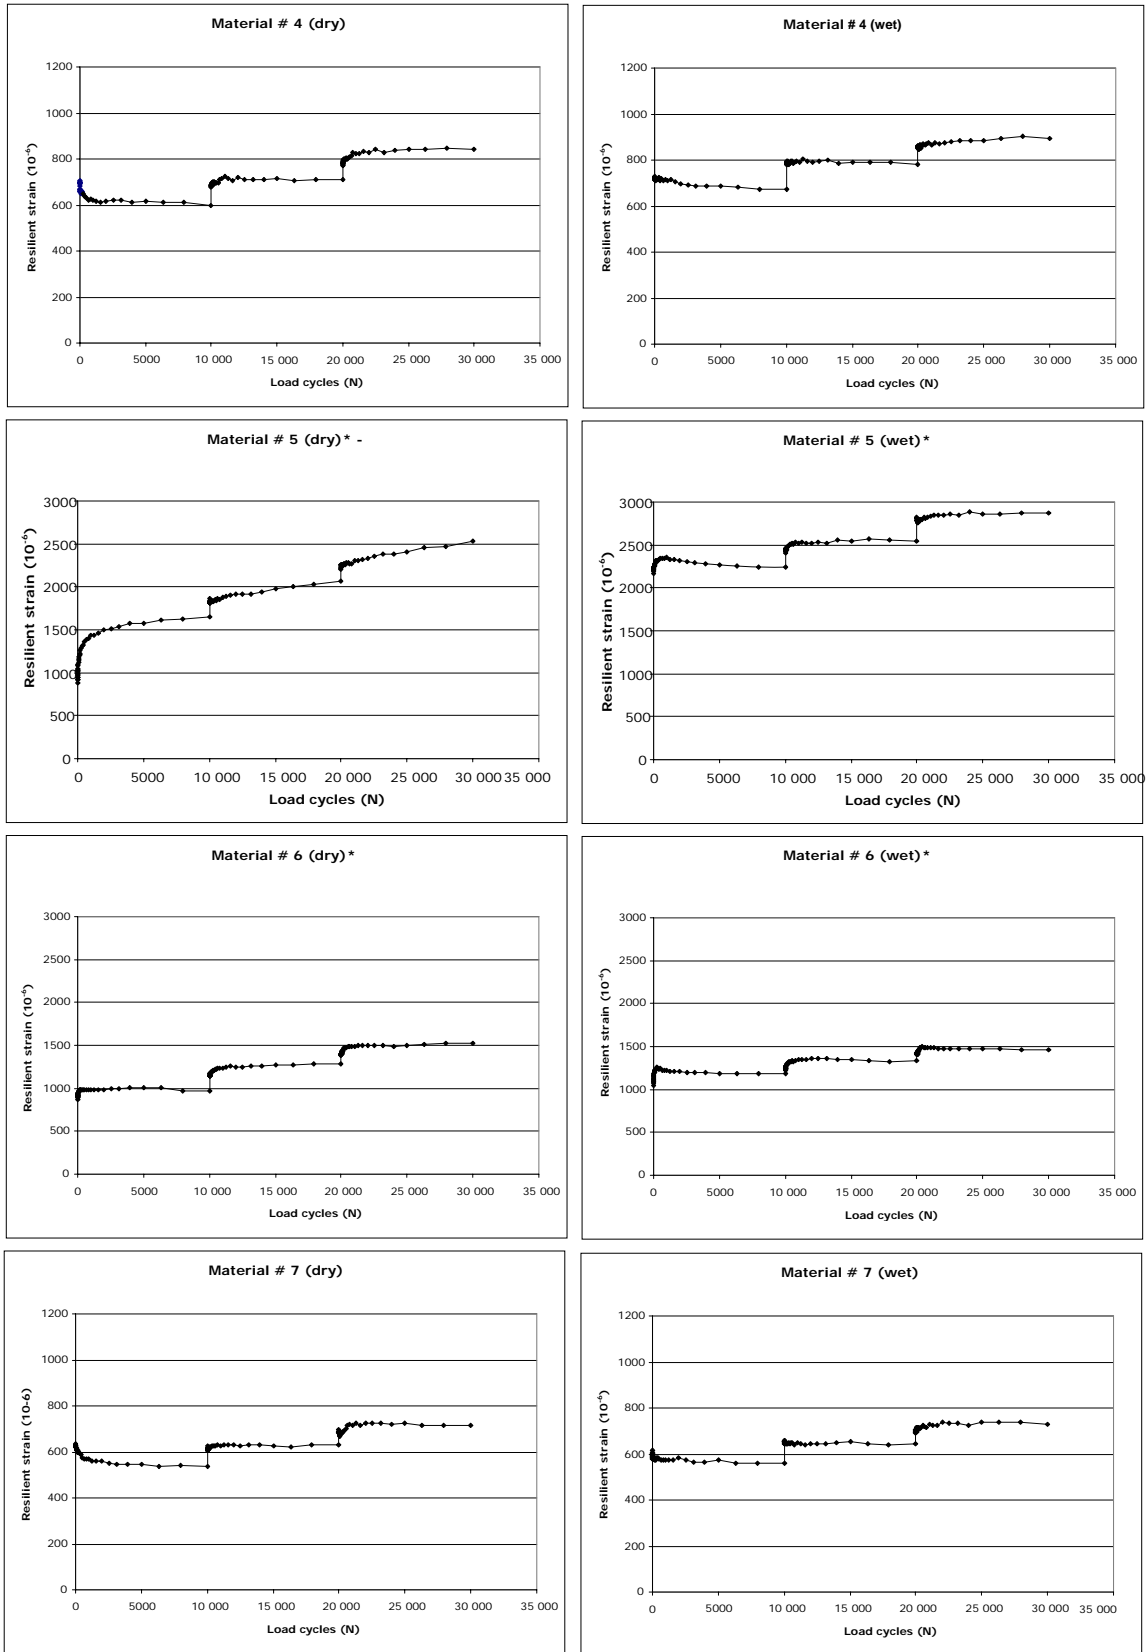 Material # 4 (dry)
Resilient strain (10-6)
1200
1000
800
600
400
200
0
0 5000 10 000 15 000 20 000 25 000 30 000 35 000
Load cycles (N)
Material # 4 (wet)
Resilient strain (10-6)
1200
1000
800
600
400
200
0
0 5000 10 000 15 000 20 000 25 000 30 000 35 000
Load cycles (N)
Material # 5 (dry)* -
Resilient strain (10-6)
3000
2500
2000
1500
1000
500
0
0 5000 10 000 15 000 20 000 25 000 30 000 35 000
Load cycles (N)
Material # 5 (wet)*
Resilient strain (10-6)
3000
2500
2000
1500
1000
500
0
0 5000 10 000 15 000 20 000 25 000 30 000 35 000
Load cycles (N)
Material # 6 (dry)*
Resilient strain (10-6)
3000
2500
2000
1500
1000
500
0
0 5000 10 000 15 000 20 000 25 000 30 000 35 000
Load cycles (N)
Material # 6 (wet)*
Resilient strain (10-6)
3000
2500
2000
1500
1000
500
0
0 5000 10 000 15 000 20 000 25 000 30 000 35 000
Load cycles (N)
Material # 7 (dry)
Resilient strain (10-6)
1200
1000
800
600
400
200
0
0 5000 10 000 15 000 20 000 25 000 30 000 35 000
Load cycles (N)
Material # 7 (wet)
Resilient strain (10-6)
1200
1000
800
600
400
200
0
0 5000 10 000 15 000 20 000 25 000 30 000 35 000
Load cycles (N)